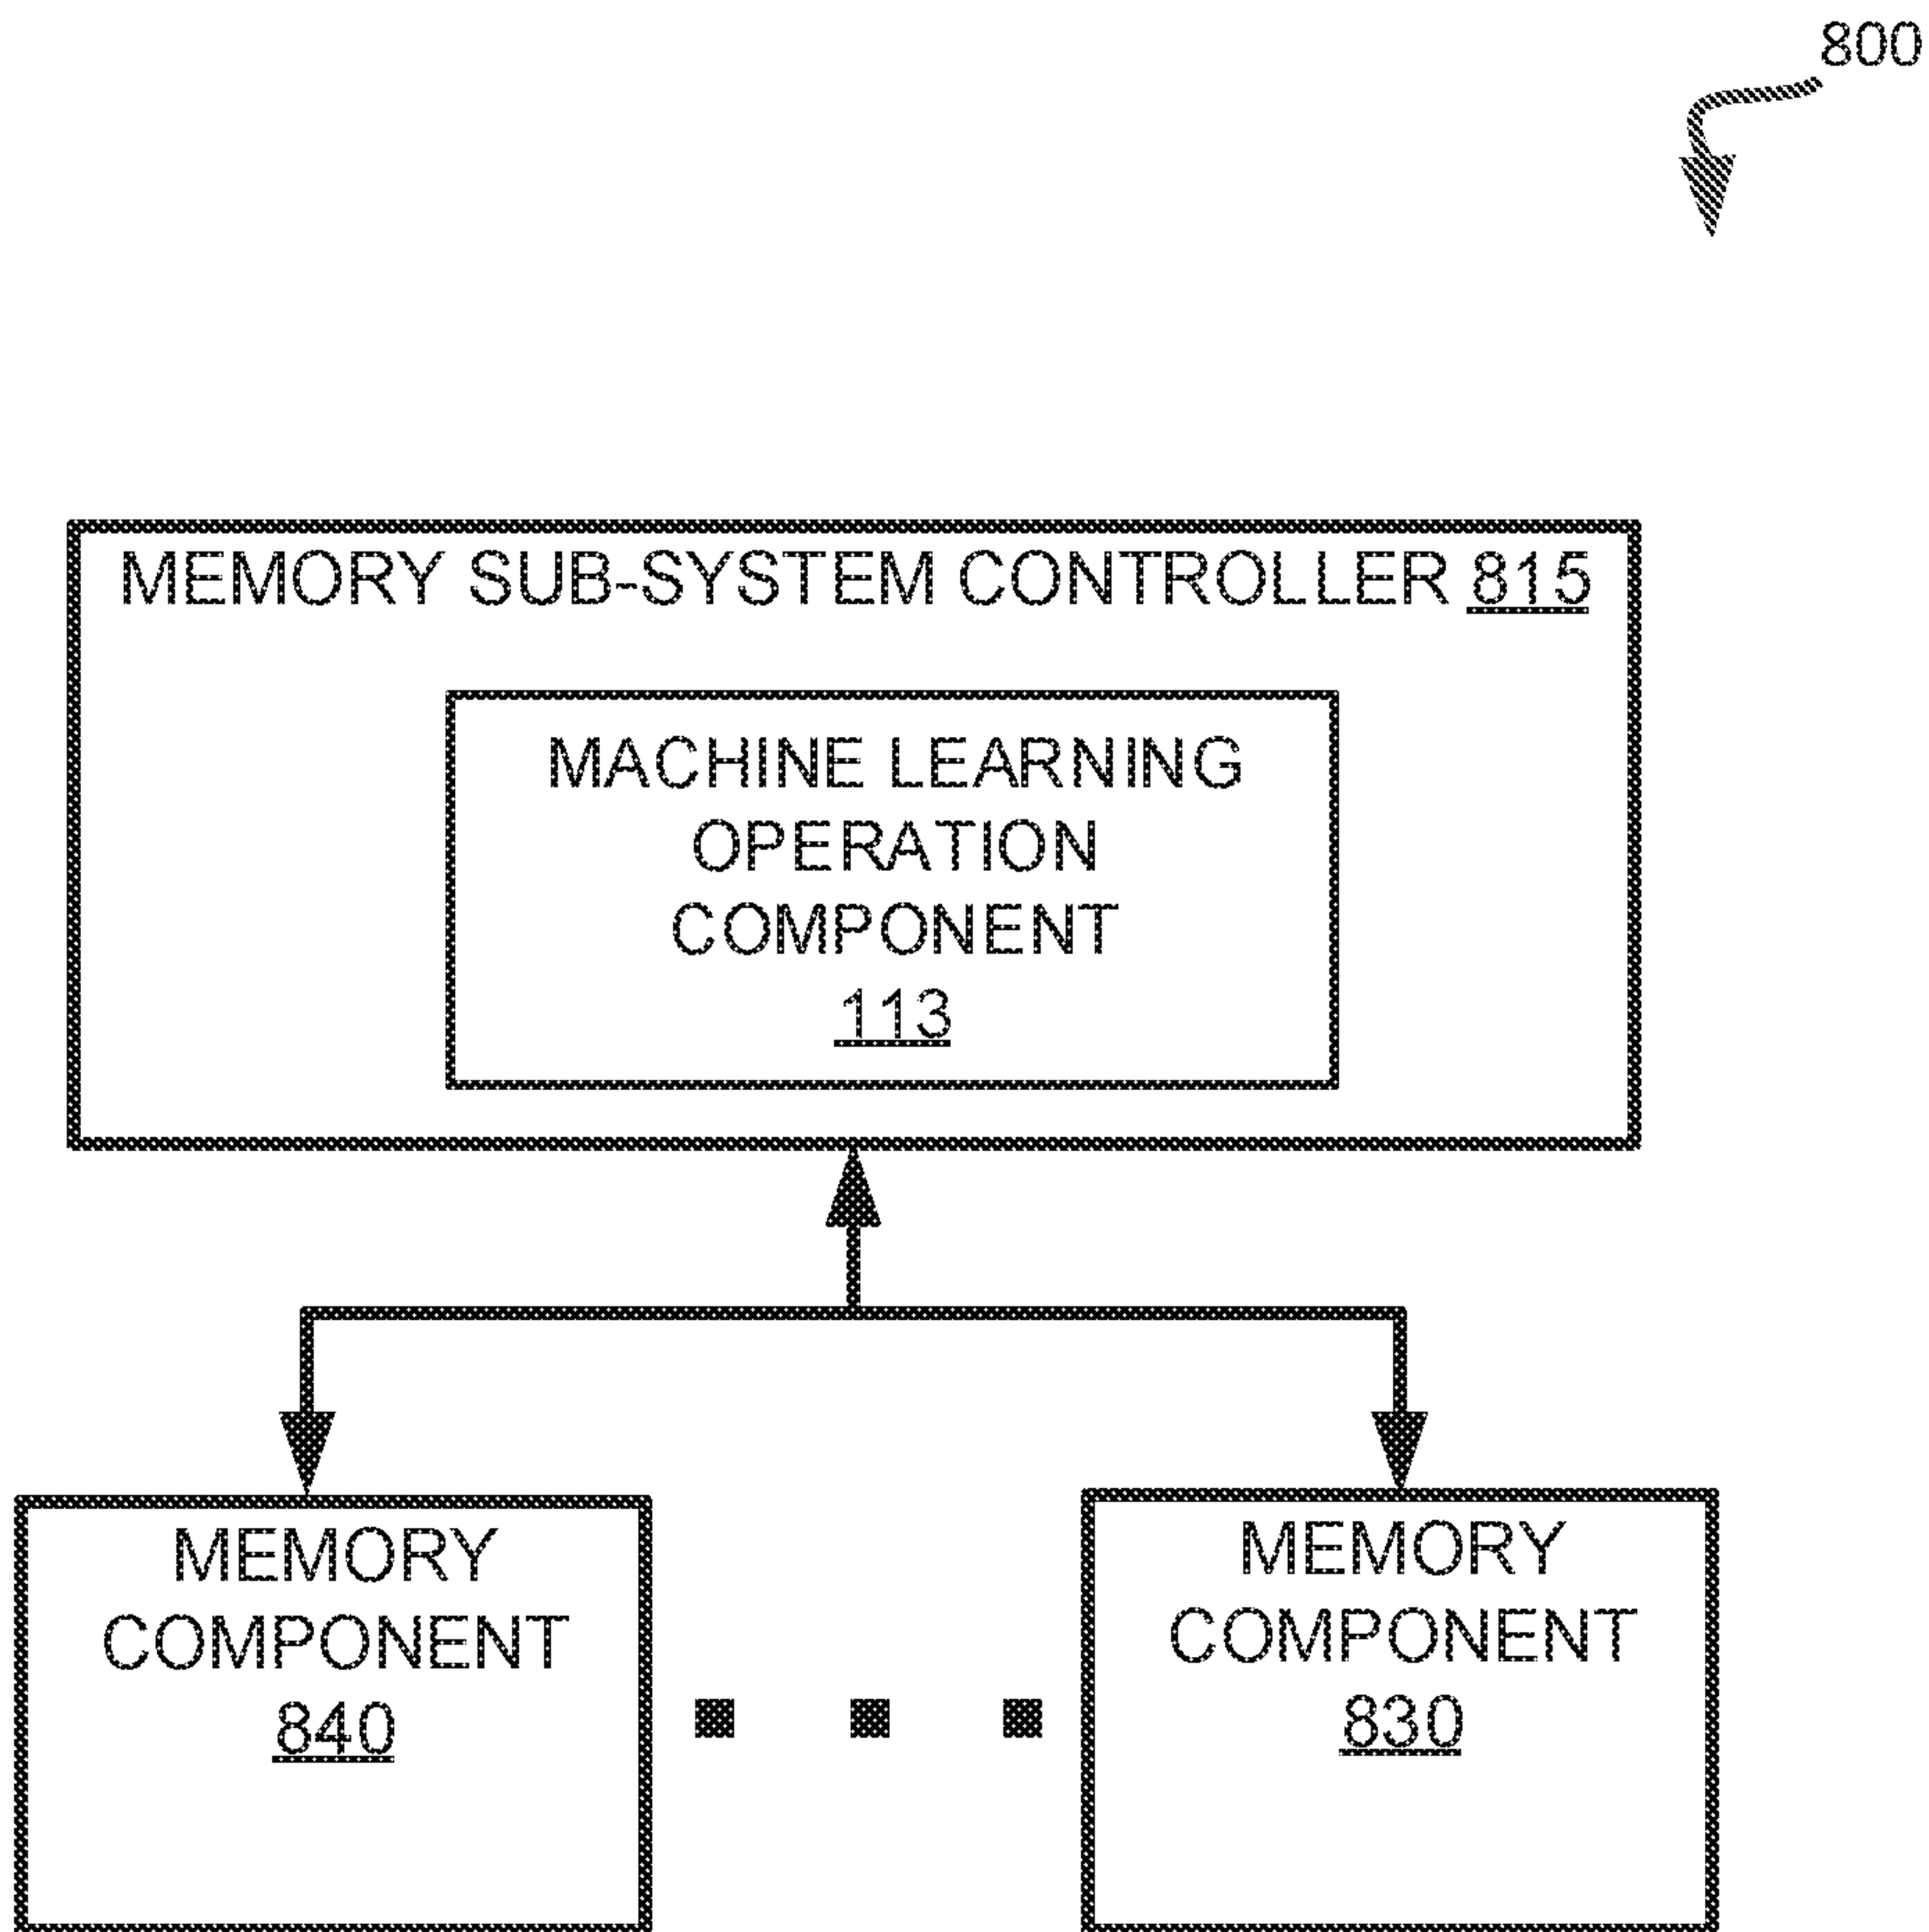 800
MEMORY SUB-SYSTEM CONTROLLER 815
MACHINE LEARNING
OPERATION
COMPONENT
113
MEMORY
COMPONENT
840
MEMORY
COMPONENT
830